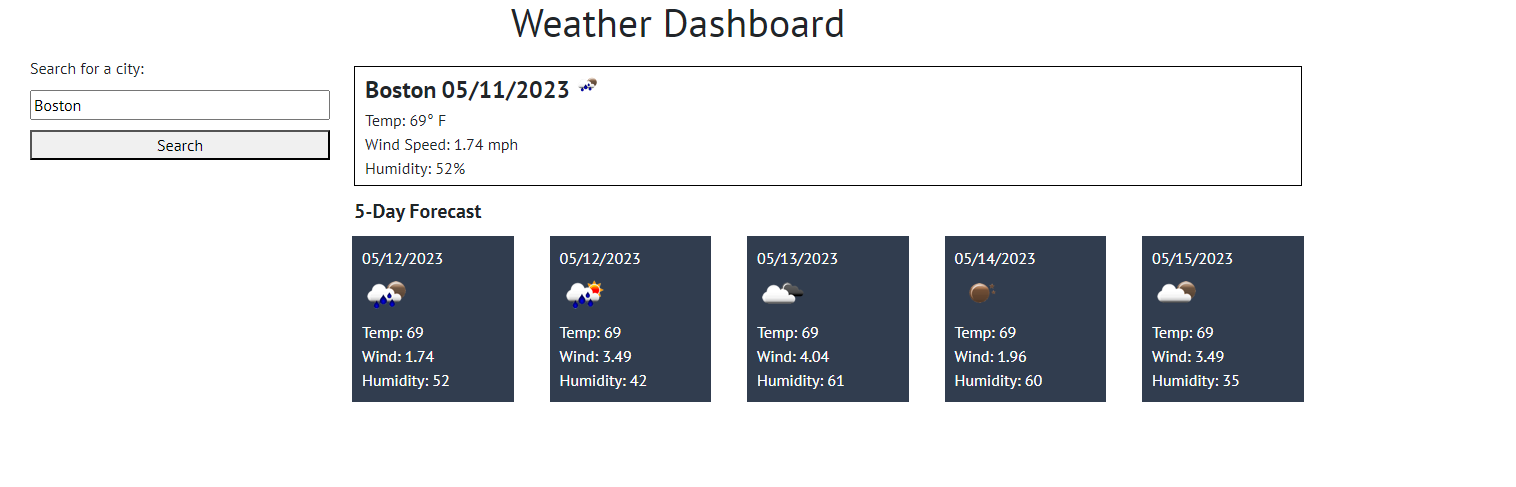 Weather Dashboard
Search for a city:
Boston
Search
Boston 05/11/2023
Temp: 69° F
Wind Speed: 1.74 mph
Humidity: 52%
5-Day Forecast
05/12/2023
Temp: 69
Wind: 1.74
Humidity: 52
05/12/2023
Temp: 69
Wind: 3.49
Humidity: 42
05/13/2023
Temp: 69
Wind: 4.04
Humidity: 61
05/14/2023
Temp: 69
Wind: 1.96
Humidity: 60
05/15/2023
Temp: 69
Wind: 3.49
Humidity: 35